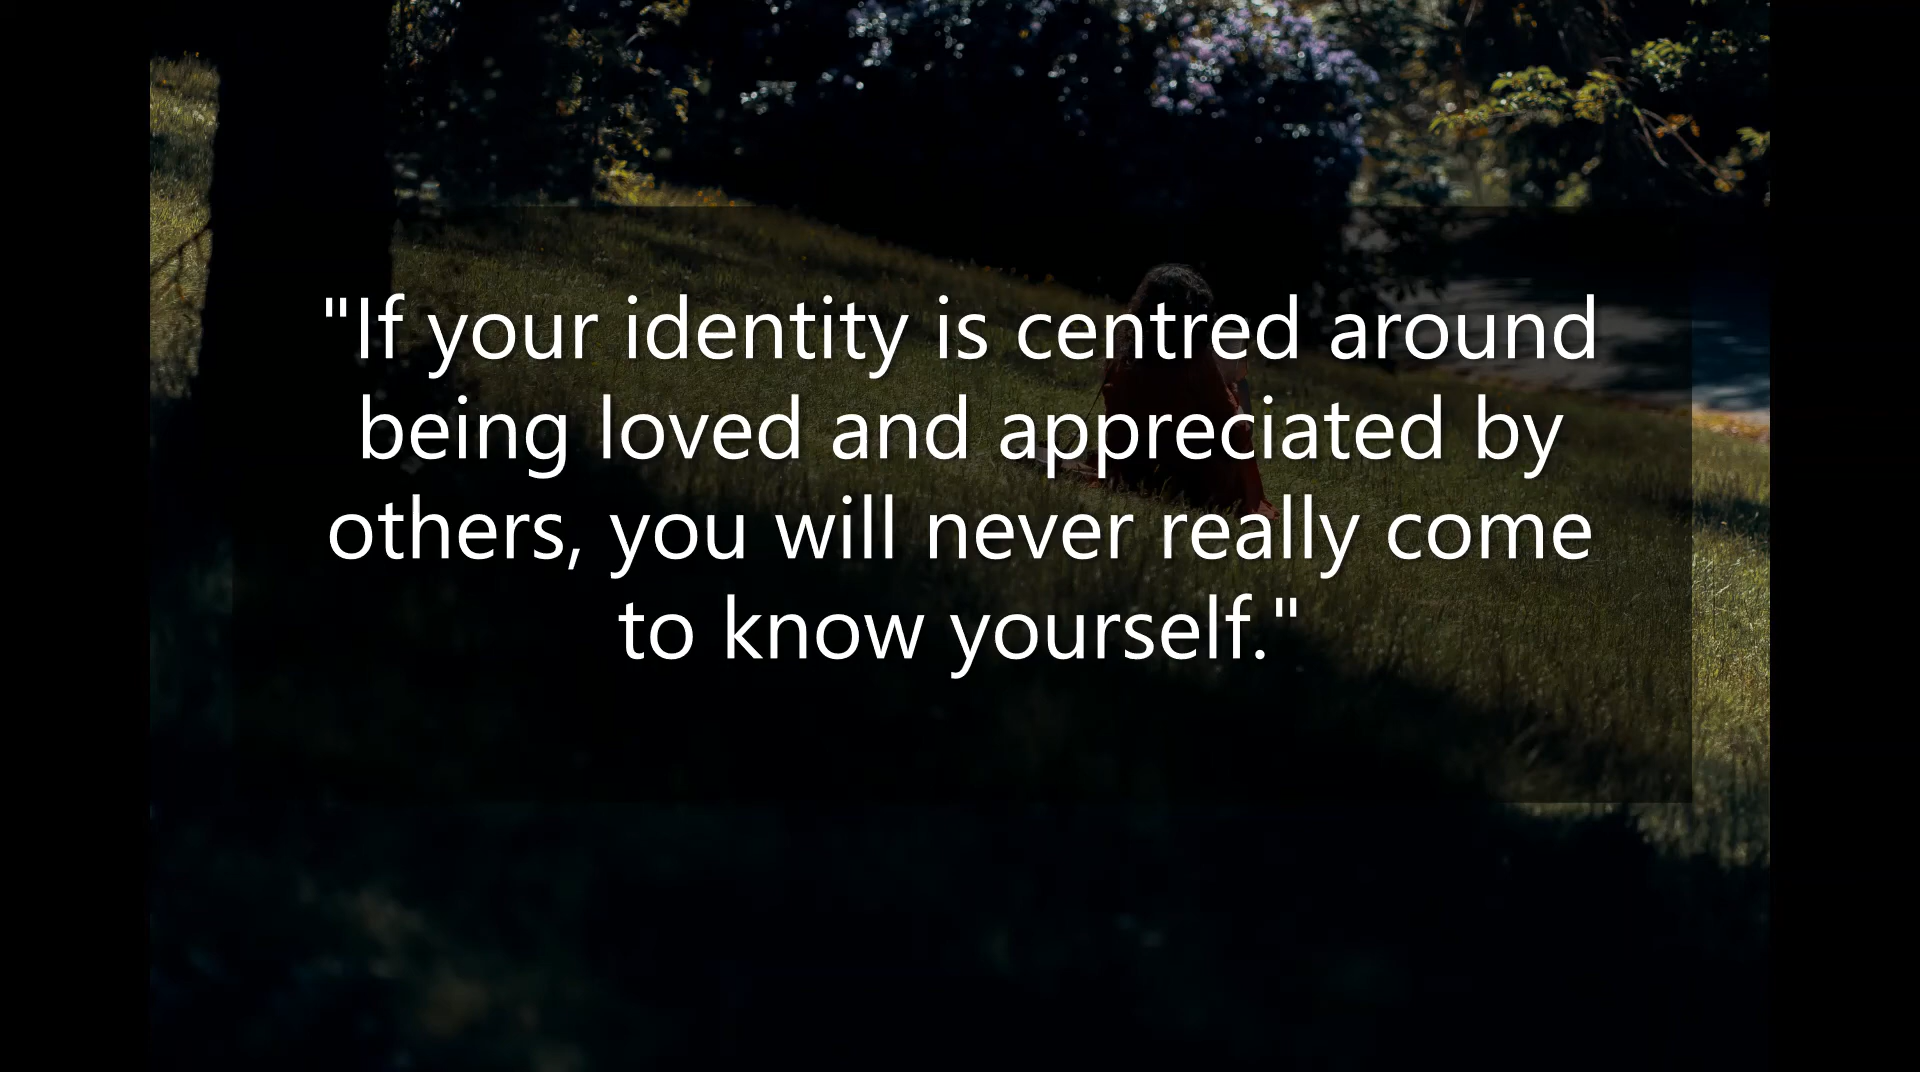 "If your identity is centred around
being loved and appreciated by
others, you will never really come
to know yourself."